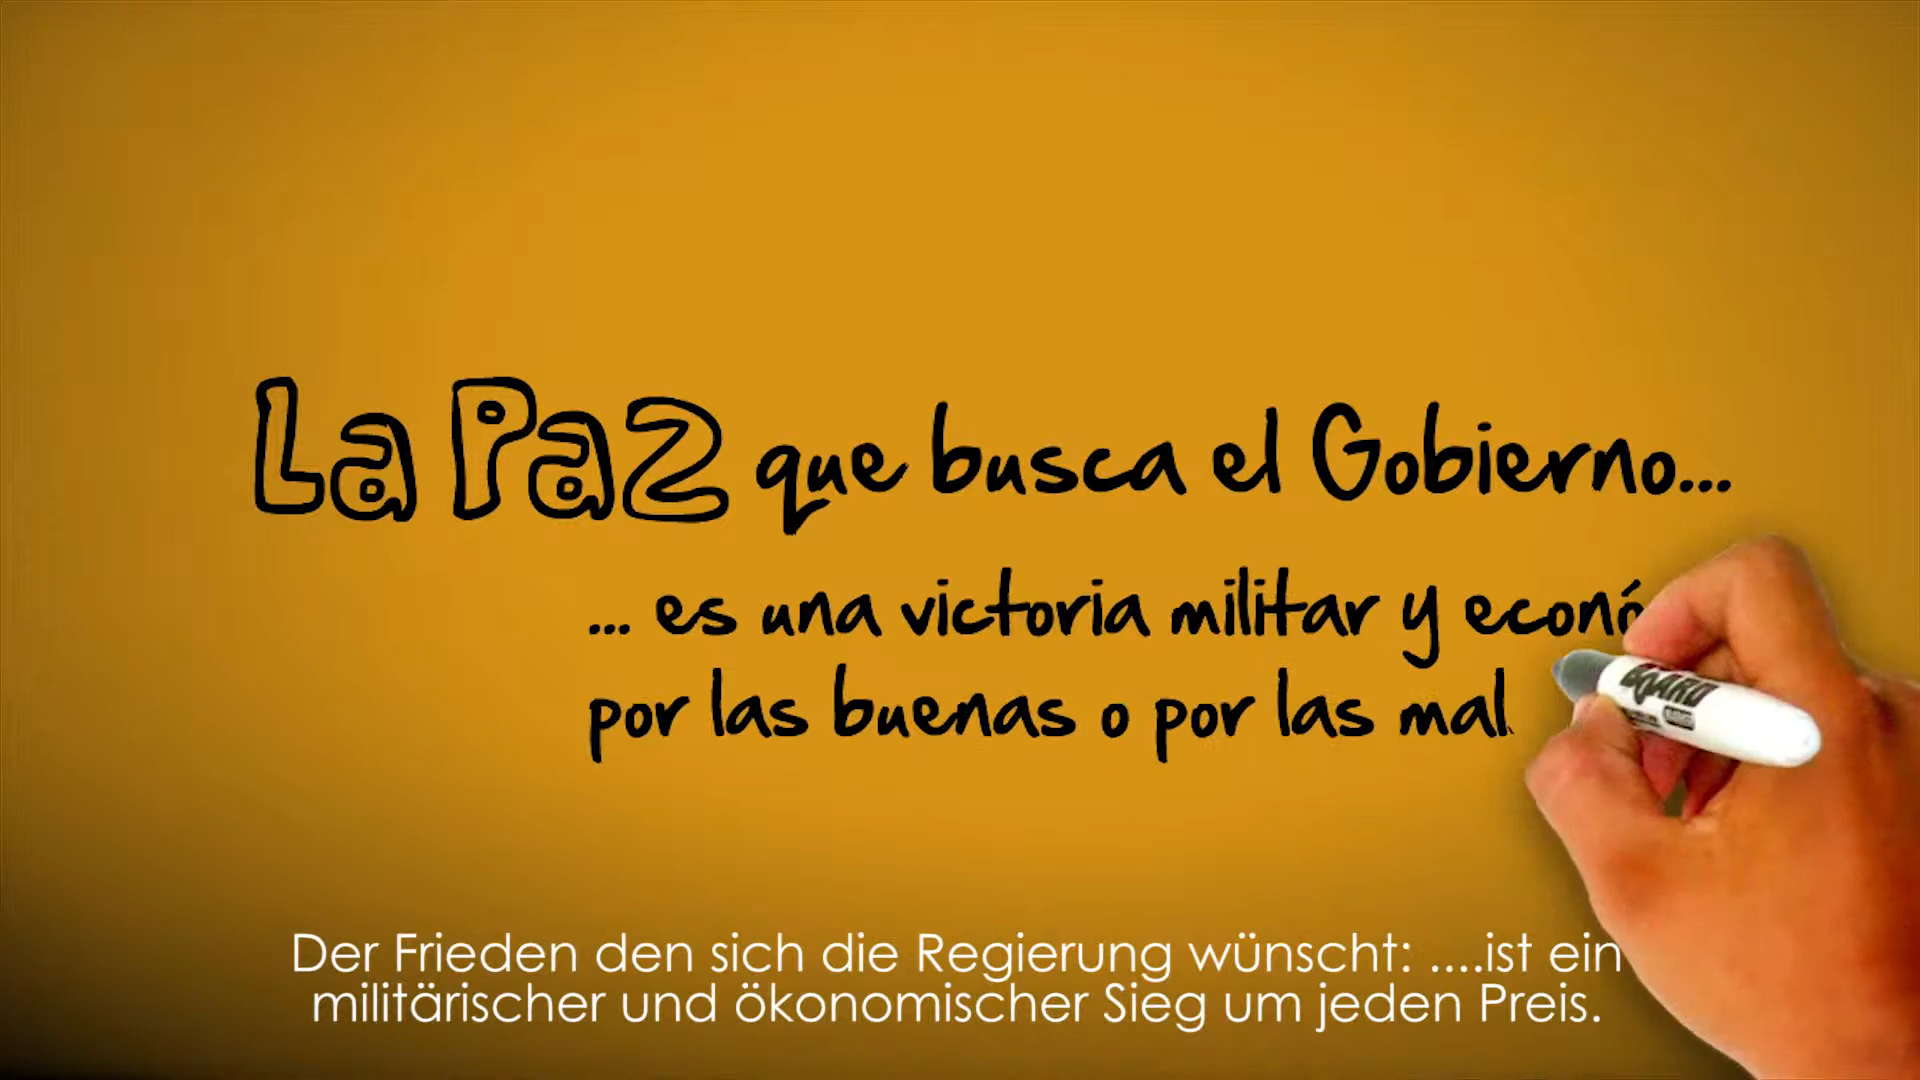 La Paz que busca el Gobierno...
... es una victoria militar y econó
por las buenas o por las mal
BOARD
Der Frieden den sich die Regierung wünscht: ....ist ein
militärischer und ökonomischer Sieg um jeden Preis.